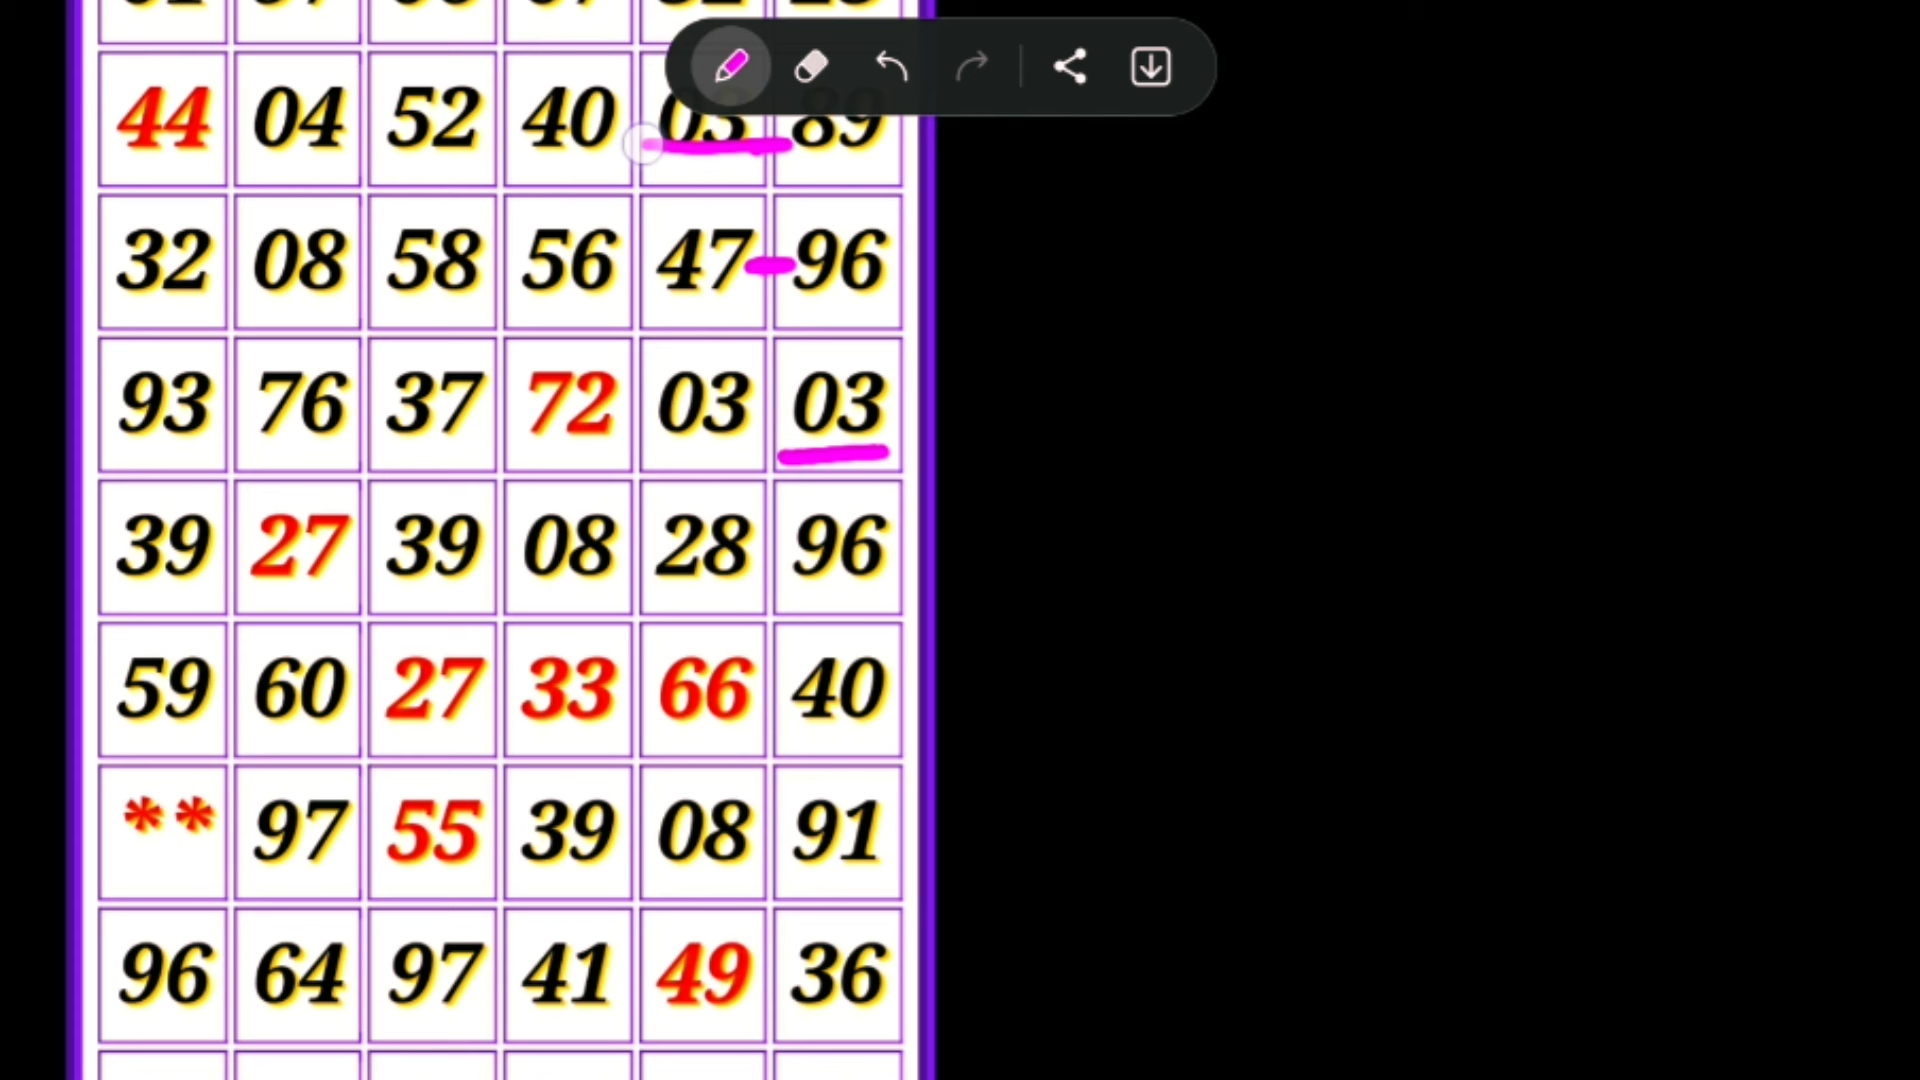 44 04 52 40 03 89
32 08 58 56 47 96
93 76 37 72 03 03
39 27 39 08 28 96
59 60 27 33 66 40
** 97 55 39 08 91
96 64 97 41 49 36